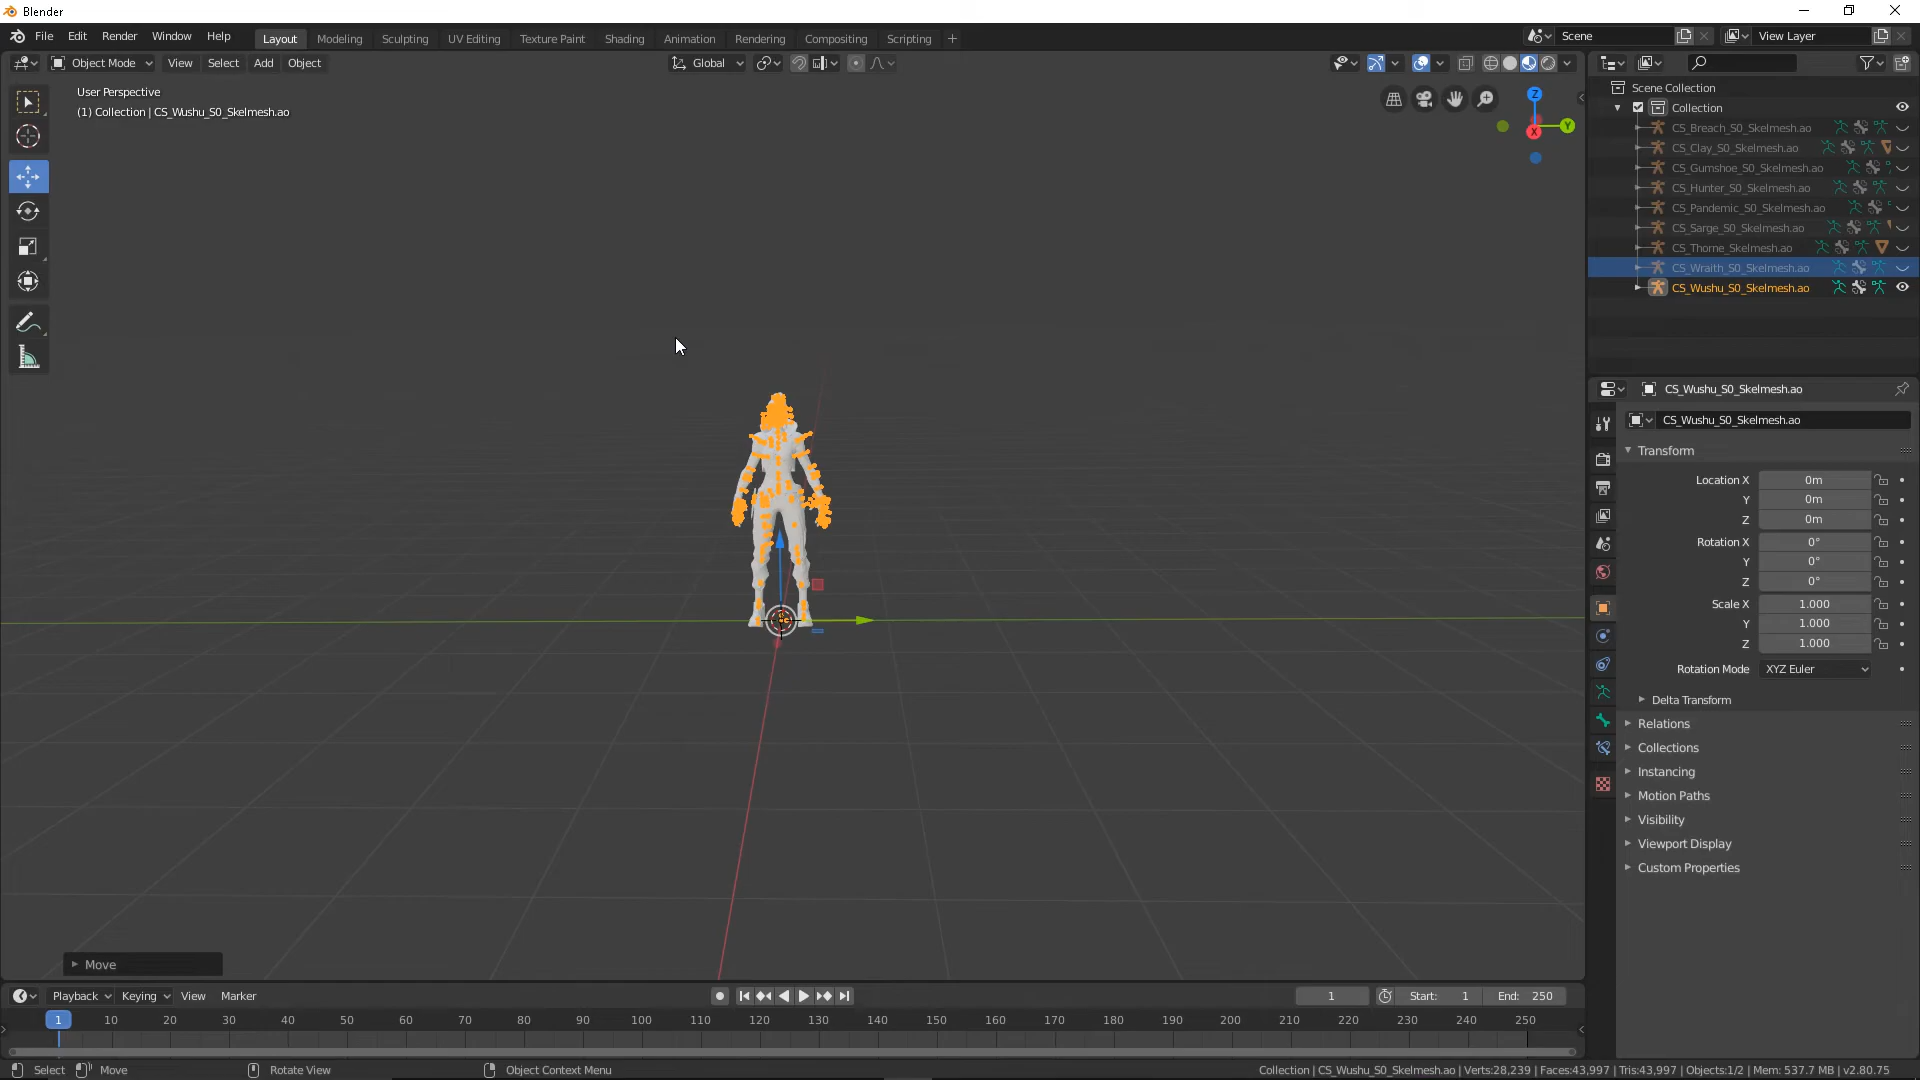 Blender
File Edit Render Window Help
Layout Modeling Sculpting UV Editing Texture Paint Shading Animation Rendering Compositing Scripting +
Scene
View Layer
Object Mode View Select Add Object
Global
User Perspective
(1) Collection | CS_Wushu_S0_Skelmesh.ao
Z
Y
X
Scene Collection
Collection
CS_Breach_S0_Skelmesh.ao
CS_Clay_S0_Skelmesh.ao
CS_Gumshoe_S0_Skelmesh.ao
CS_Hunter_S0_Skelmesh.ao
CS_Pandemic_S0_Skelmesh.ao
CS_Sarge_S0_Skelmesh.ao
CS_Thorne_Skelmesh.ao
CS_Wraith_S0_Skelmesh.ao
CS_Wushu_S0_Skelmesh.ao
CS_Wushu_S0_Skelmesh.ao
CS_Wushu_S0_Skelmesh.ao
Transform
Location X 0m
Y 0m
Z 0m
Rotation X 0°
Y 0°
Z 0°
Scale X 1.000
Y 1.000
Z 1.000
Rotation Mode XYZ Euler
Delta Transform
Relations
Collections
Instancing
Motion Paths
Visibility
Viewport Display
Custom Properties
Move
Playback Keying View Marker
1 Start: 1 End: 250
1 10 20 30 40 50 60 70 80 90 100 110 120 130 140 150 160 170 180 190 200 210 220 230 240 250
Select Move Rotate View Object Context Menu
Collection | CS_Wushu_S0_Skelmesh.ao | Verts:28,239 | Faces:43,997 | Tris:43,997 | Objects:1/2 | Mem: 537.7 MB | v2.80.75